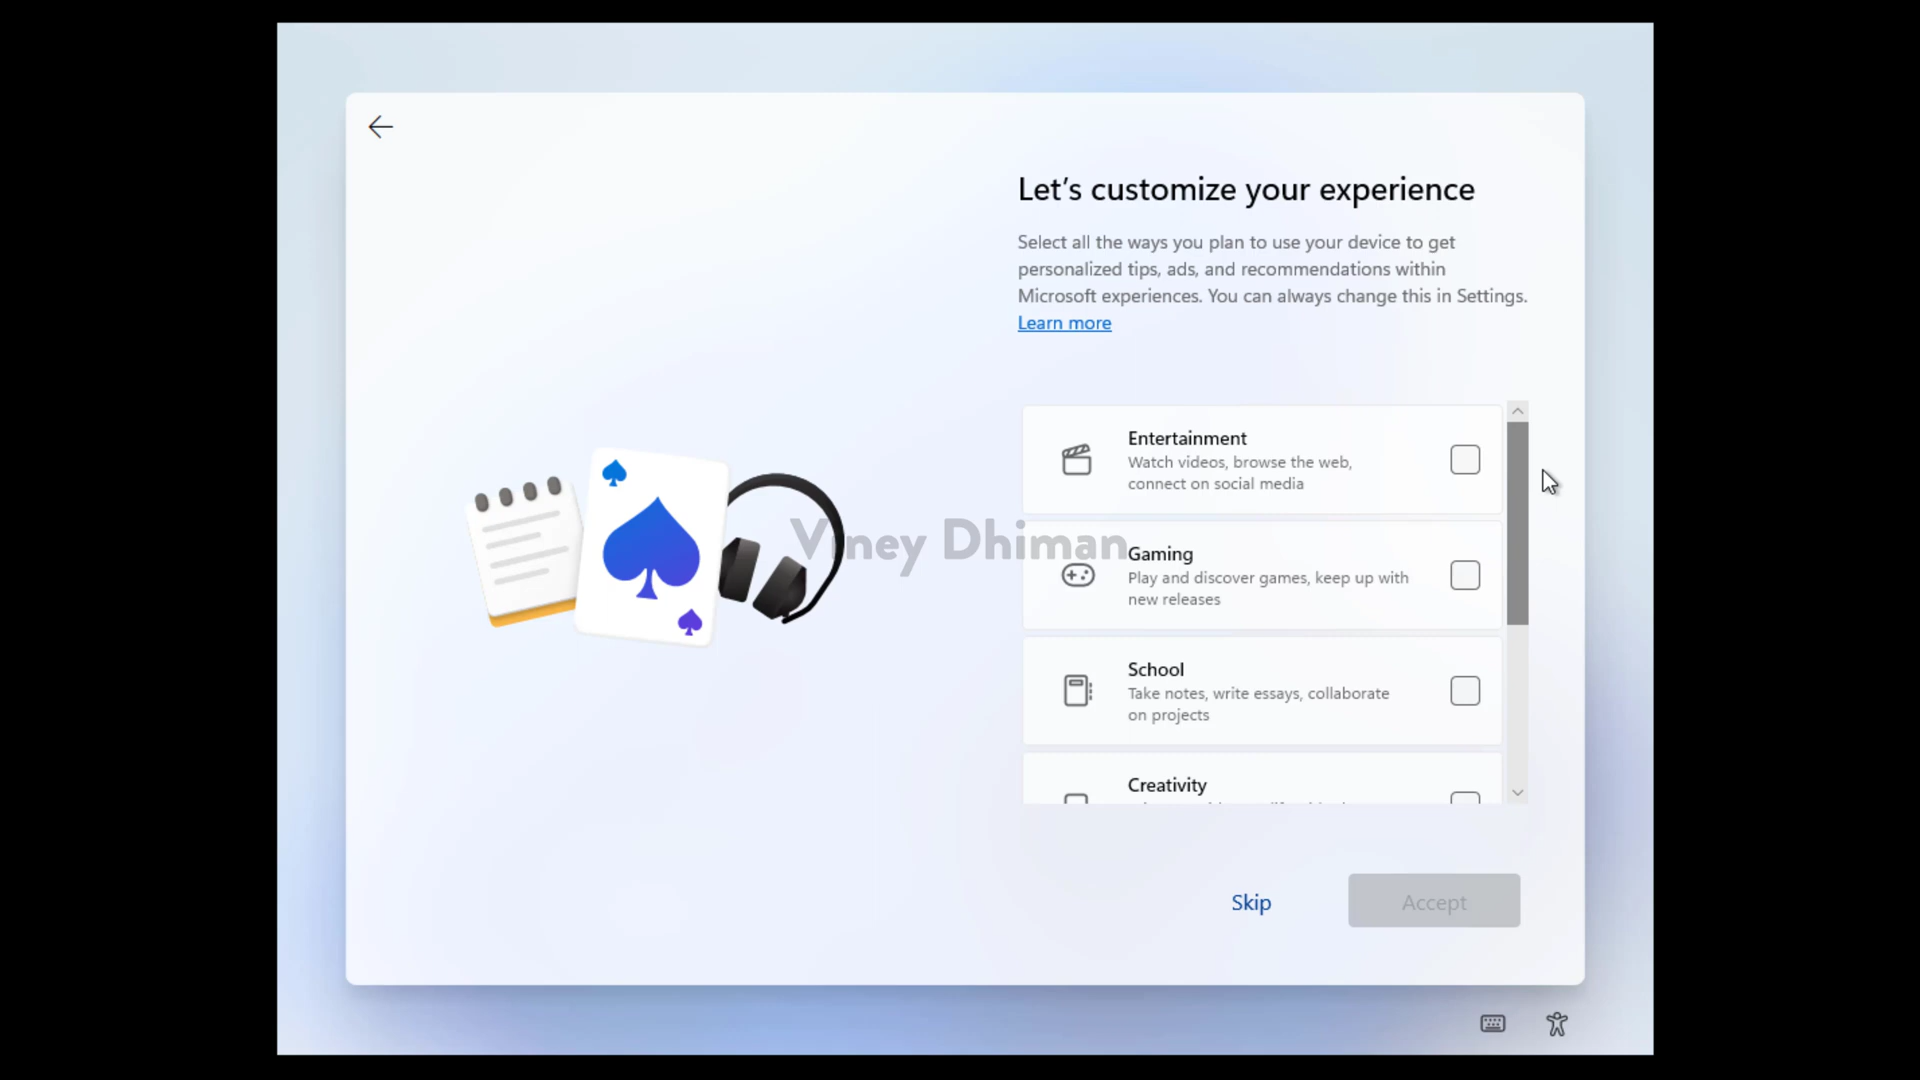 Let's customize your experience
Select all the ways you plan to use your device to get
personalized tips, ads, and recommendations within
Microsoft experiences. You can always change this in Settings.
Learn more
Entertainment
Watch videos, browse the web,
connect on social media
Viney Dhiman
Gaming
Play and discover games, keep up with
new releases
School
Take notes, write essays, collaborate
on projects
Creativity
Skip
Accept